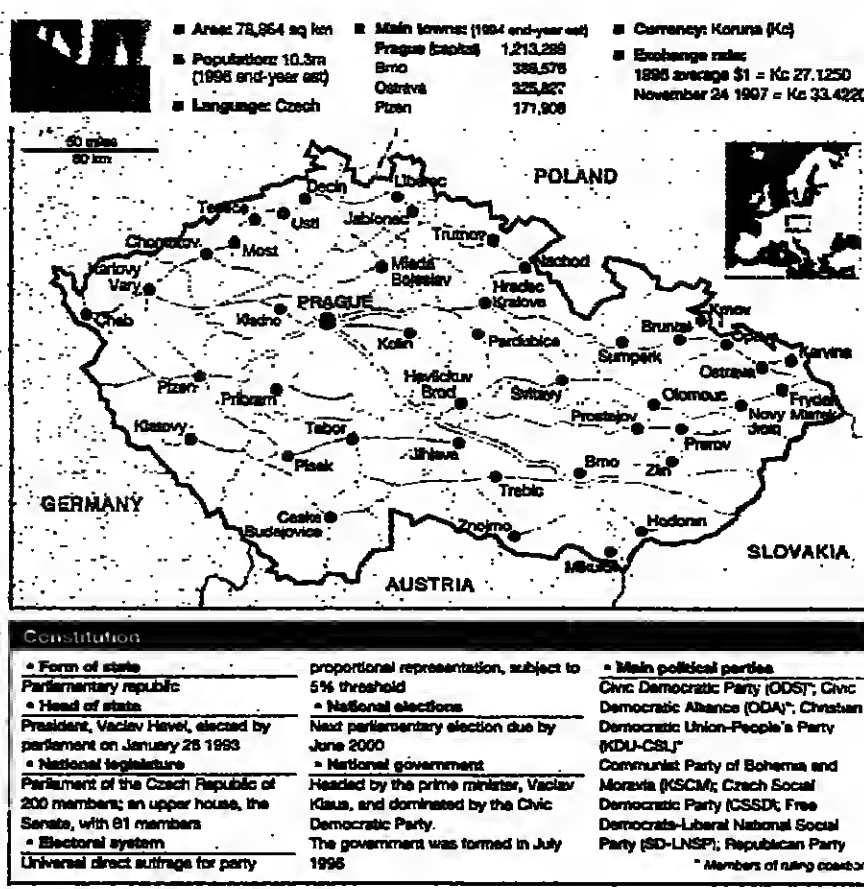 Area: 78,864 sq km
Population: 10.3m
(1996 end-year est)
Language: Czech
Main towns: (1994 end-year est)
Prague (capital) 1,213,299
Brno 389,576
Ostrava 325,827
Plzen 171,908
Currency: Koruna (Kc)
Exchange rate:
1996 average $1 = Kc 27.1250
November 24 1997 = Kc 33.4220
50 miles
80 km
POLAND
Decin
Liberec
Teplice
Usti
Jablonec
Trutnov
Chomutov
Most
Nachod
Karlovy
Vary
Mlada
Boleslav
Hradec
Kralove
PRAGUE
Cheb
Kladno
Kolin
Pardubice
Krnov
Bruntal
Opava
Sumperk
Karvina
Ostrava
Plzen
Pribram
Havlickuv
Brod
Svitavy
Olomouc
Frydek
Mistek
Novy
Jicin
Prostejov
Klatovy
Tabor
Prerov
Jihlava
Pisek
Brno
Zlin
Trebic
GERMANY
Ceske
Budejovice
Znojmo
Hodonin
Mikulov
SLOVAKIA
AUSTRIA
Constitution
• Form of state
Parliamentary republic
• Head of state
President, Vaclav Havel, elected by
parliament on January 26 1993
• National legislature
Parliament of the Czech Republic of
200 members; an upper house, the
Senate, with 81 members
• Electoral system
Universal direct suffrage for party
proportional representation, subject to
5% threshold
• National elections
Next parliamentary election due by
June 2000
• National government
Headed by the prime minister, Vaclav
Klaus, and dominated by the Civic
Democratic Party.
The government was formed in July
1996
• Main political parties
Civic Democratic Party (ODS)*; Civic
Democratic Alliance (ODA)*; Christian
Democratic Union-People's Party
(KDU-CSL)*
Communist Party of Bohemia and
Moravia (KSCM); Czech Social
Democratic Party (CSSD); Free
Democrats-Liberal National Social
Party (SD-LNSP); Republican Party
* Members of ruling coalition